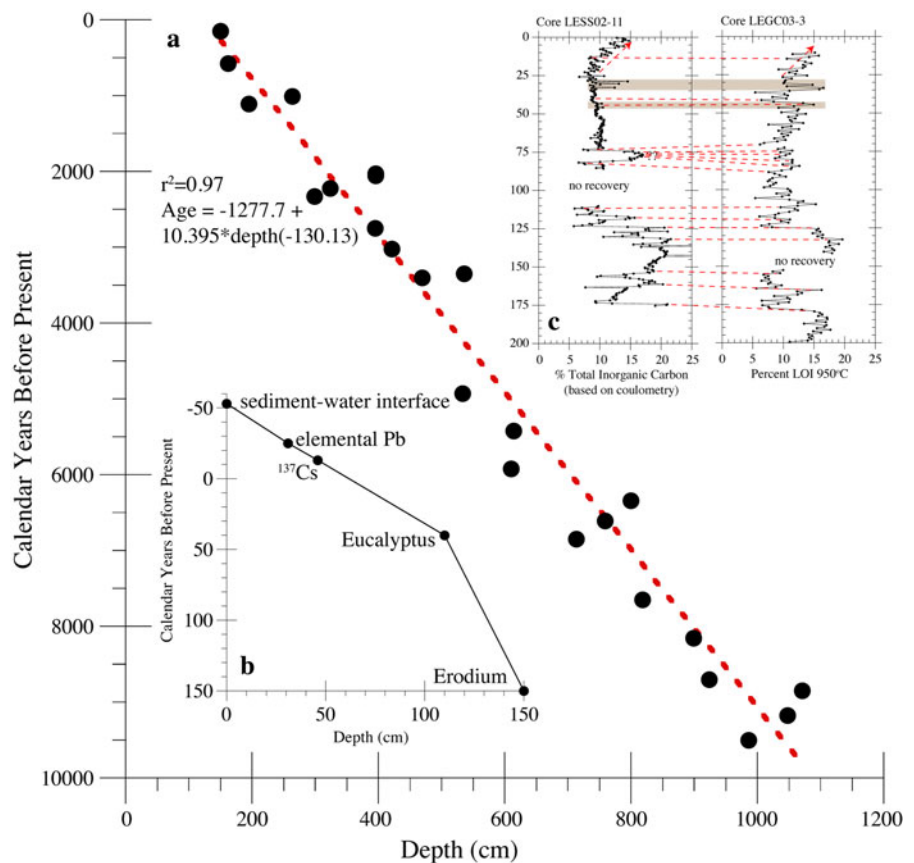 a
0
2000
4000
6000
8000
10000
Calendar Years Before Present
0
200
400
600
800
1000
1200
Depth (cm)
r²=0.97
Age = -1277.7 +
10.395*depth(-130.13)
b
-50
0
50
100
150
Calendar Years Before Present
0
50
100
150
Depth (cm)
sediment-water interface
elemental Pb
¹³⁷Cs
Eucalyptus
Erodium
Core LESS02-11
Core LEGC03-3
0
25
50
75
100
125
150
175
200
??
no recovery
no recovery
c
0 5 10 15 20 25
0 5 10 15 20 25
% Total Inorganic Carbon
(based on coulometry)
Percent LOI 950°C